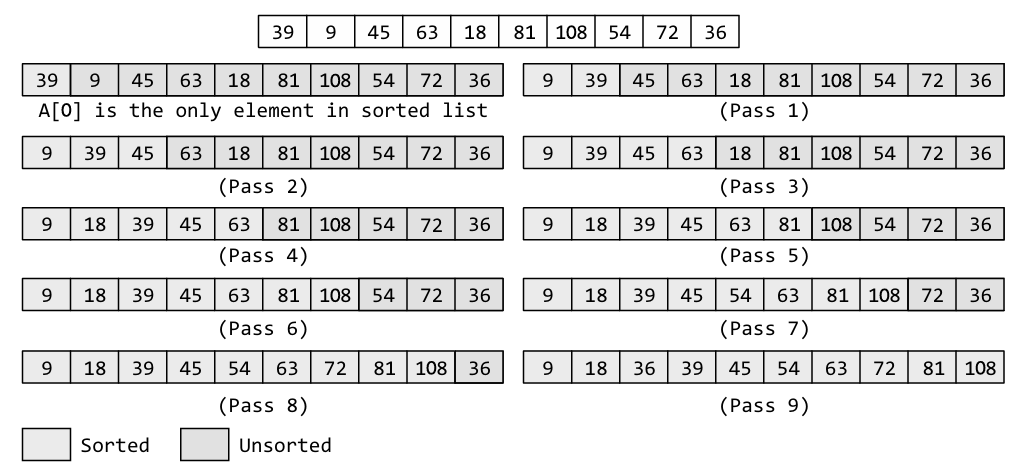 39 9 45 63 18 81 108 54 72 36
39 9 45 63 18 81 108 54 72 36
A[0] is the only element in sorted list
9 39 45 63 18 81 108 54 72 36
(Pass 1)
9 39 45 63 18 81 108 54 72 36
(Pass 2)
9 39 45 63 18 81 108 54 72 36
(Pass 3)
9 18 39 45 63 81 108 54 72 36
(Pass 4)
9 18 39 45 63 81 108 54 72 36
(Pass 5)
9 18 39 45 63 81 108 54 72 36
(Pass 6)
9 18 39 45 54 63 81 108 72 36
(Pass 7)
9 18 39 45 54 63 72 81 108 36
(Pass 8)
9 18 36 39 45 54 63 72 81 108
(Pass 9)
Sorted
Unsorted